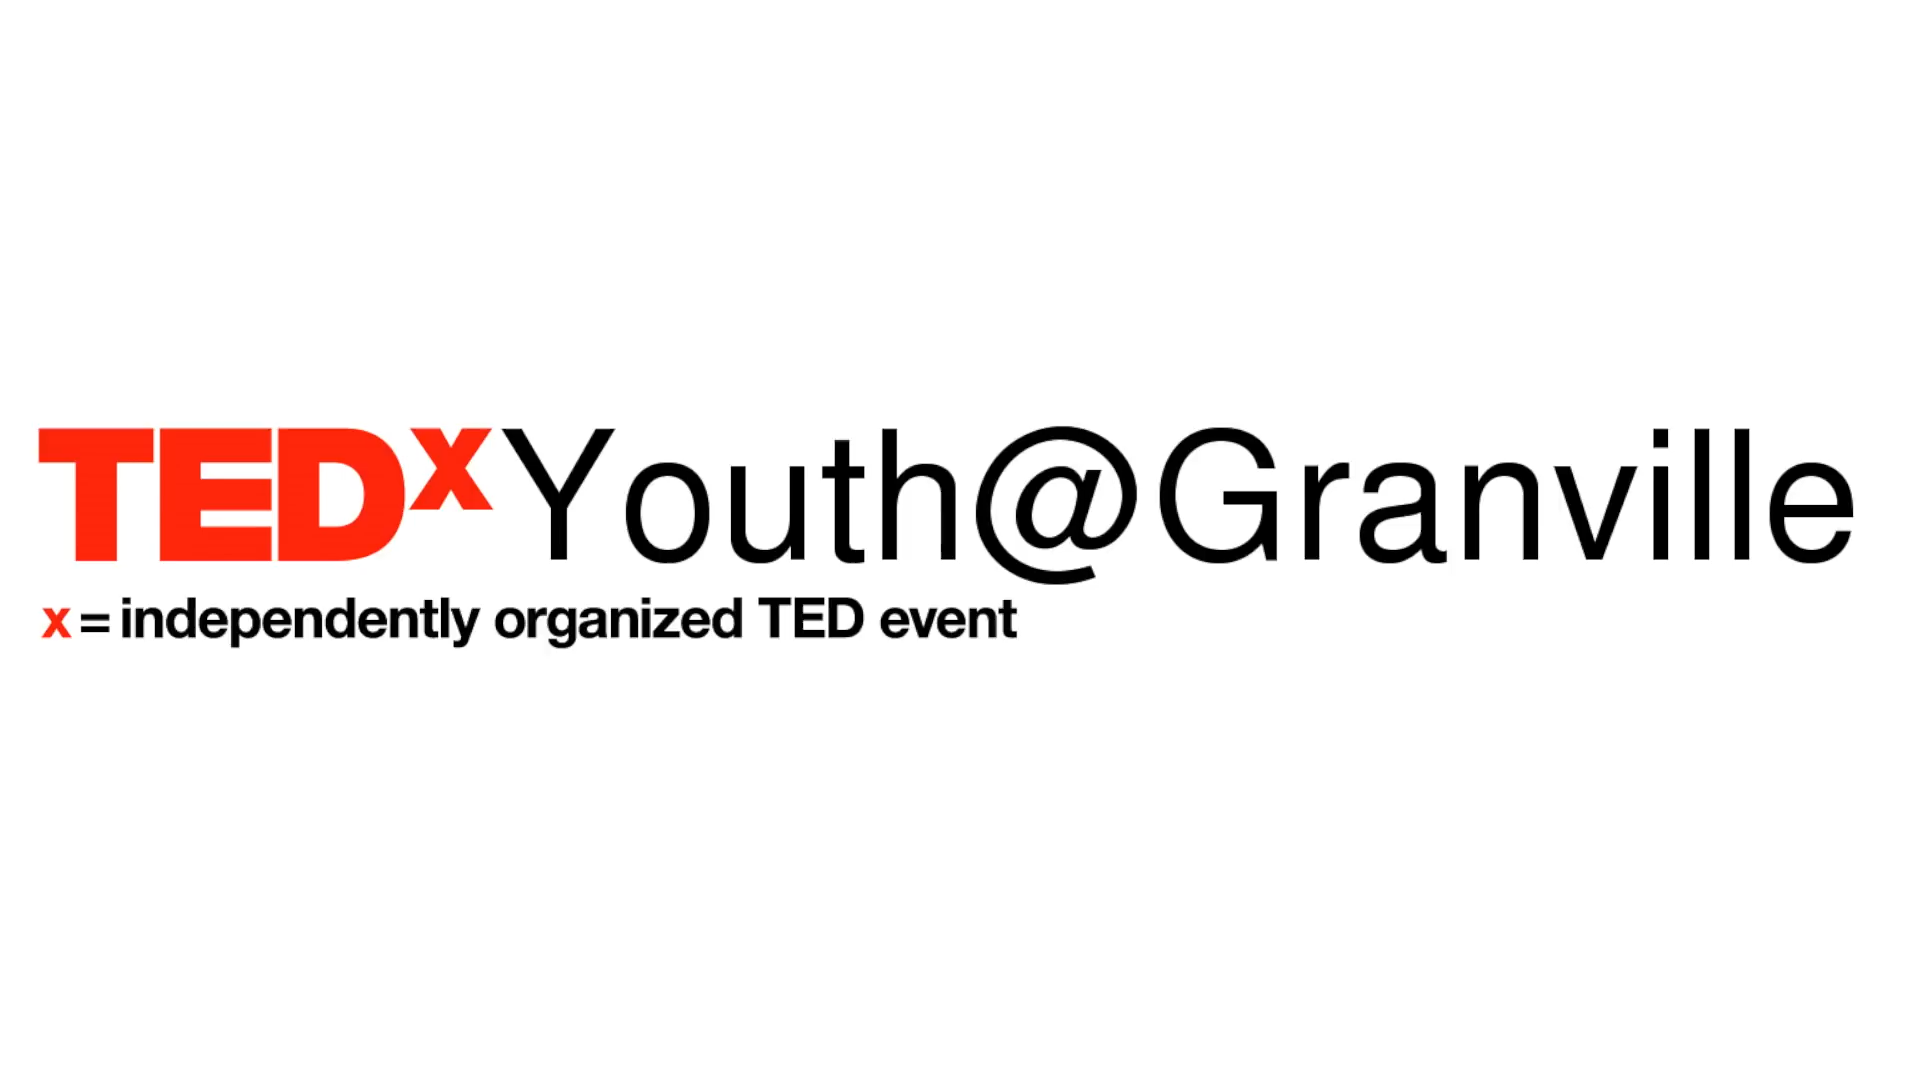 TEDxYouth@Granville
x = independently organized TED event